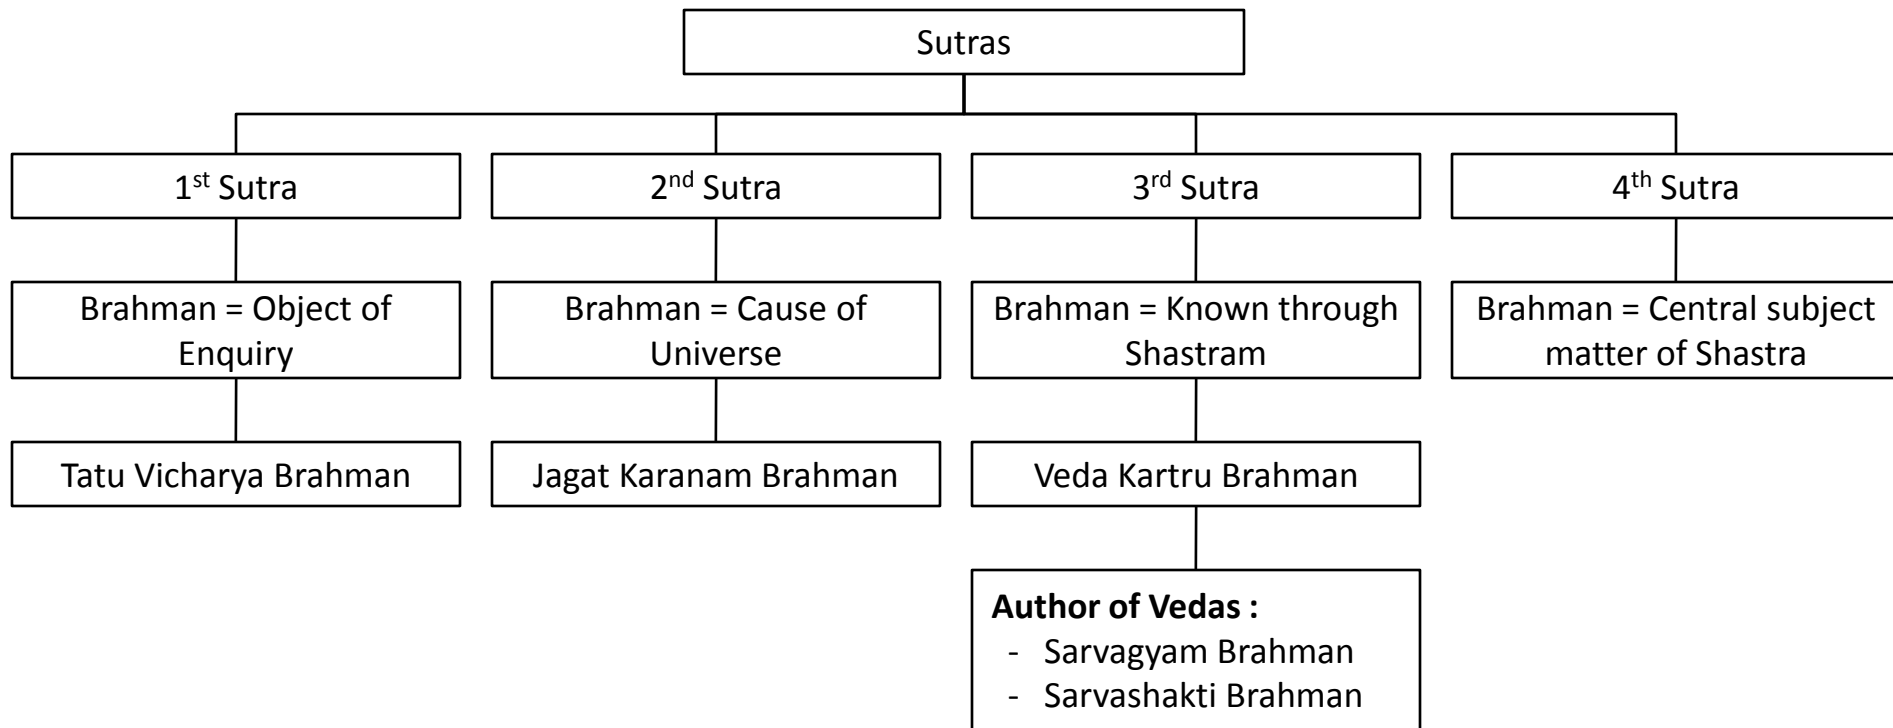 Sutras
1st Sutra
2nd Sutra
3rd Sutra
4th Sutra
Brahman = Object of
Enquiry
Brahman = Cause of
Universe
Brahman = Known through
Shastram
Brahman = Central subject
matter of Shastra
Tatu Vicharya Brahman
Jagat Karanam Brahman
Veda Kartru Brahman
Author of Vedas :
- Sarvagyam Brahman
- Sarvashakti Brahman